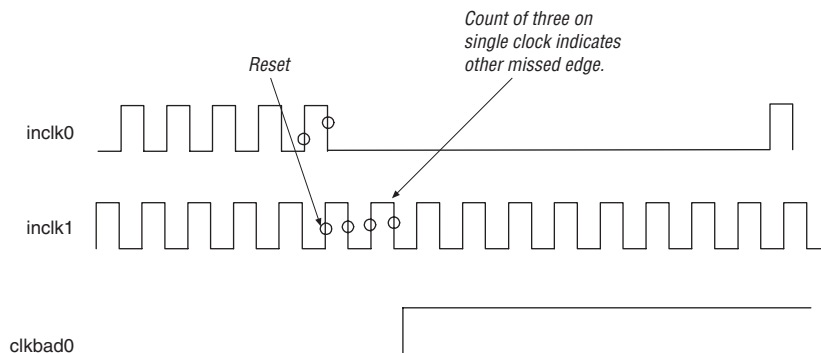 Count of three on
single clock indicates
other missed edge.
Reset
inclk0
inclk1
clkbad0